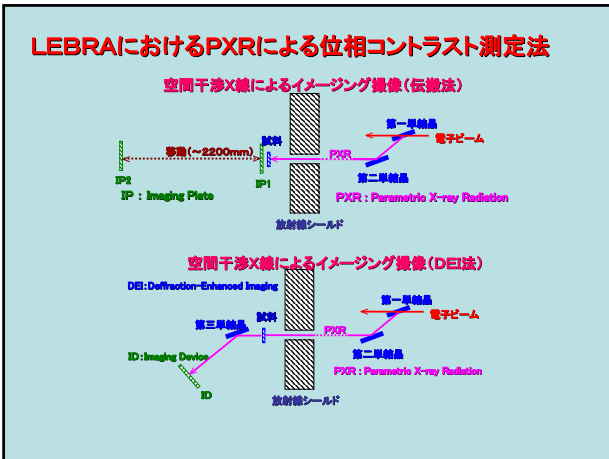 LEBRAにおけるPXRによる位相コントラスト測定法
空間干渉X線によるイメージング撮像（伝搬法）
第一単結晶
電子ビーム
試料
移動（～2200mm）
PXR
第二単結晶
IP2
IP1
IP : Imaging Plate
PXR : Parametric X-ray Radiation
放射線シールド
空間干渉X線によるイメージング撮像（DEI法）
DEI:Deffraction-Enhanced Imaging
第一単結晶
電子ビーム
試料
第三単結晶
PXR
第二単結晶
ID:Imaging Device
PXR : Parametric X-ray Radiation
ID
放射線シールド